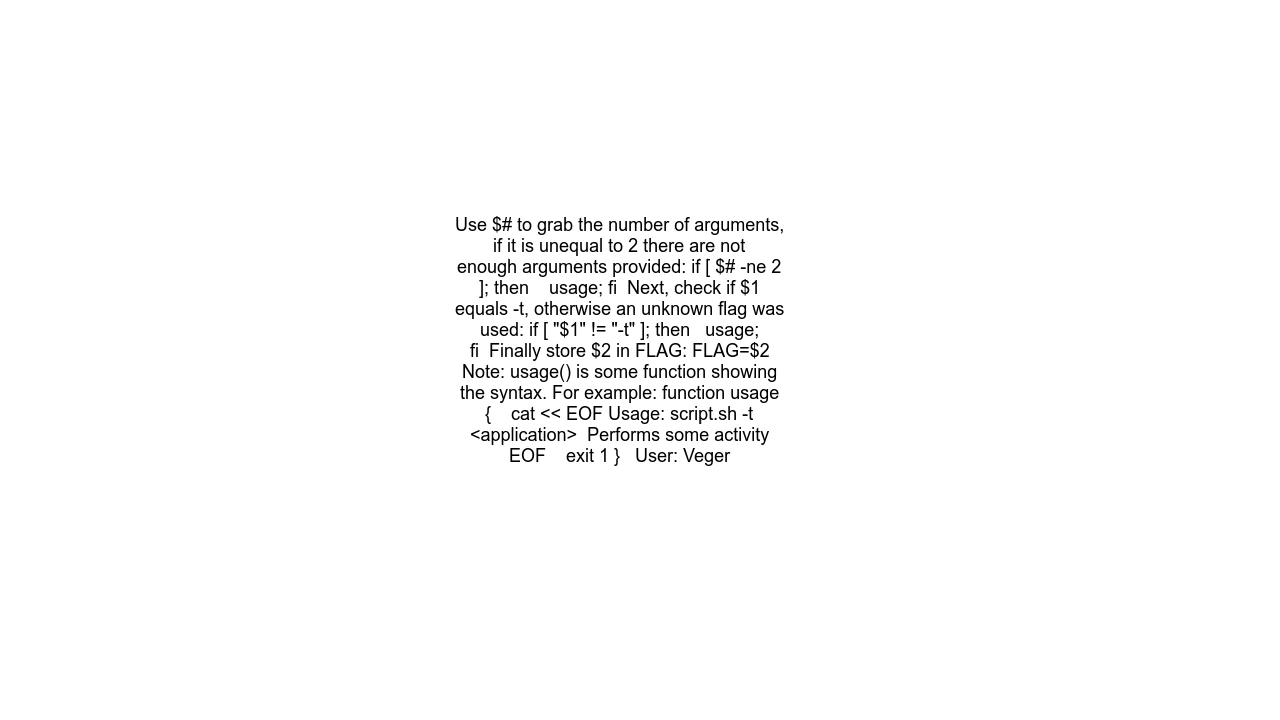 Use $# to grab the number of arguments,
if it is unequal to 2 there are not
enough arguments provided: if [ $# -ne 2
]; then    usage; fi  Next, check if $1
equals -t, otherwise an unknown flag was
used: if [ "$1" != "-t" ]; then   usage;
fi  Finally store $2 in FLAG: FLAG=$2
Note: usage() is some function showing
the syntax. For example: function usage
{    cat << EOF Usage: script.sh -t
<application>  Performs some activity
EOF    exit 1 }   User: Veger